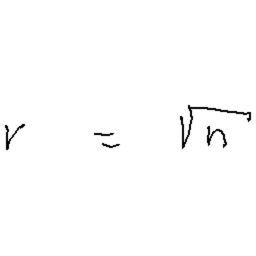 r = √n